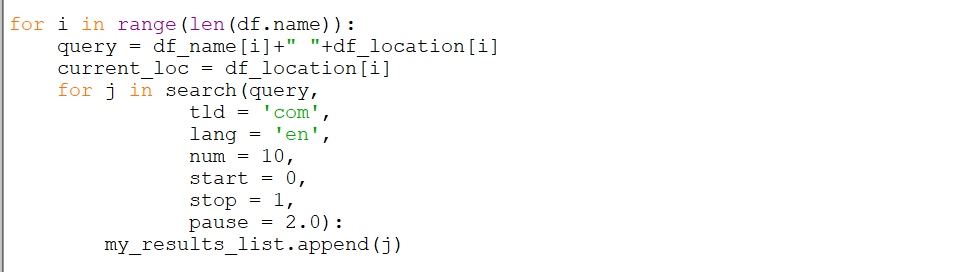 for i in range(len(df.name)):
    query = df_name[i]+" "+df_location[i]
    current_loc = df_location[i]
    for j in search(query,
               tld = 'com',
               lang = 'en',
               num = 10,
               start = 0,
               stop = 1,
               pause = 2.0):
        my_results_list.append(j)